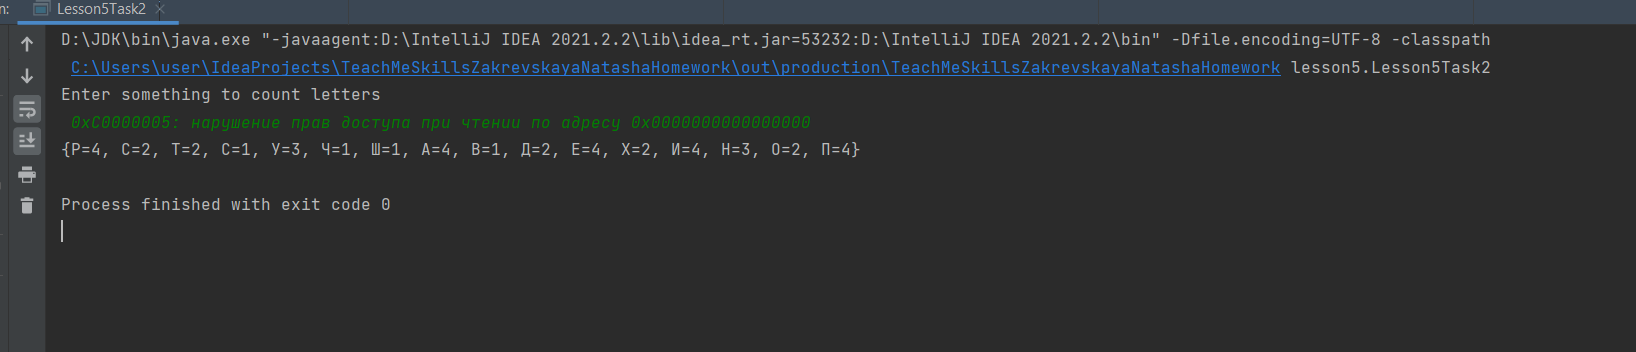 n: Lesson5Task2
D:\JDK\bin\java.exe "-javaagent:D:\IntelliJ IDEA 2021.2.2\lib\idea_rt.jar=53232:D:\IntelliJ IDEA 2021.2.2\bin" -Dfile.encoding=UTF-8 -classpath
C:\Users\user\IdeaProjects\TeachMeSkillsZakrevskayaNatashaHomework\out\production\TeachMeSkillsZakrevskayaNatashaHomework lesson5.Lesson5Task2
Enter something to count letters
0xC0000005: нарушение прав доступа при чтении по адресу 0x0000000000000000
{Р=4, С=2, Т=2, C=1, У=3, Ч=1, Ш=1, А=4, В=1, Д=2, Е=4, Х=2, И=4, Н=3, О=2, П=4}
Process finished with exit code 0